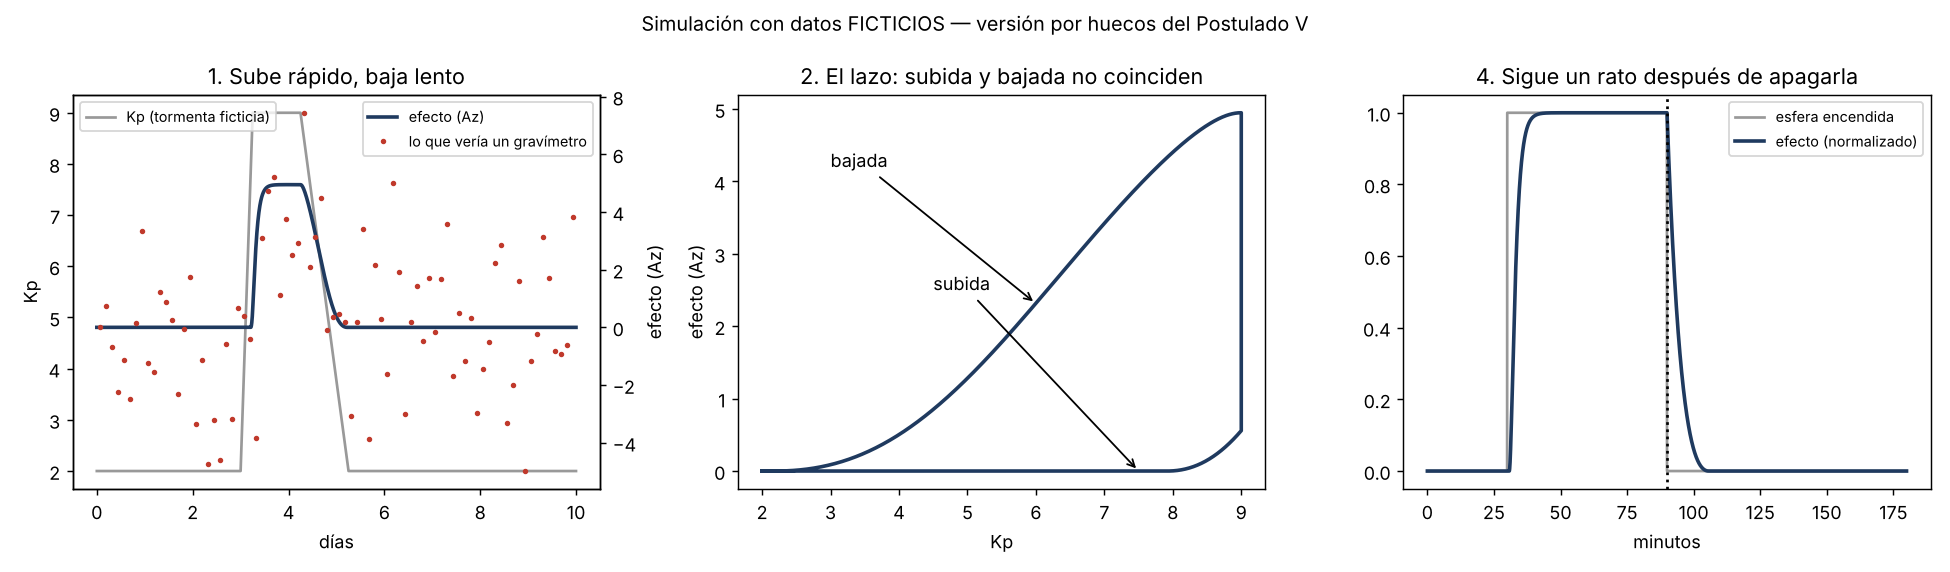 Simulación con datos FICTICIOS — versión por huecos del Postulado V
1. Sube rápido, baja lento
Kp (tormenta ficticia)
efecto (Az)
lo que vería un gravímetro
9
8
7
6
5
4
3
2
Kp
8
6
4
2
0
−2
−4
efecto (Az)
0 2 4 6 8 10
días
2. El lazo: subida y bajada no coinciden
bajada
subida
5
4
3
2
1
0
efecto (Az)
2 3 4 5 6 7 8 9
Kp
4. Sigue un rato después de apagarla
esfera encendida
efecto (normalizado)
1.0
0.8
0.6
0.4
0.2
0.0
0 25 50 75 100 125 150 175
minutos